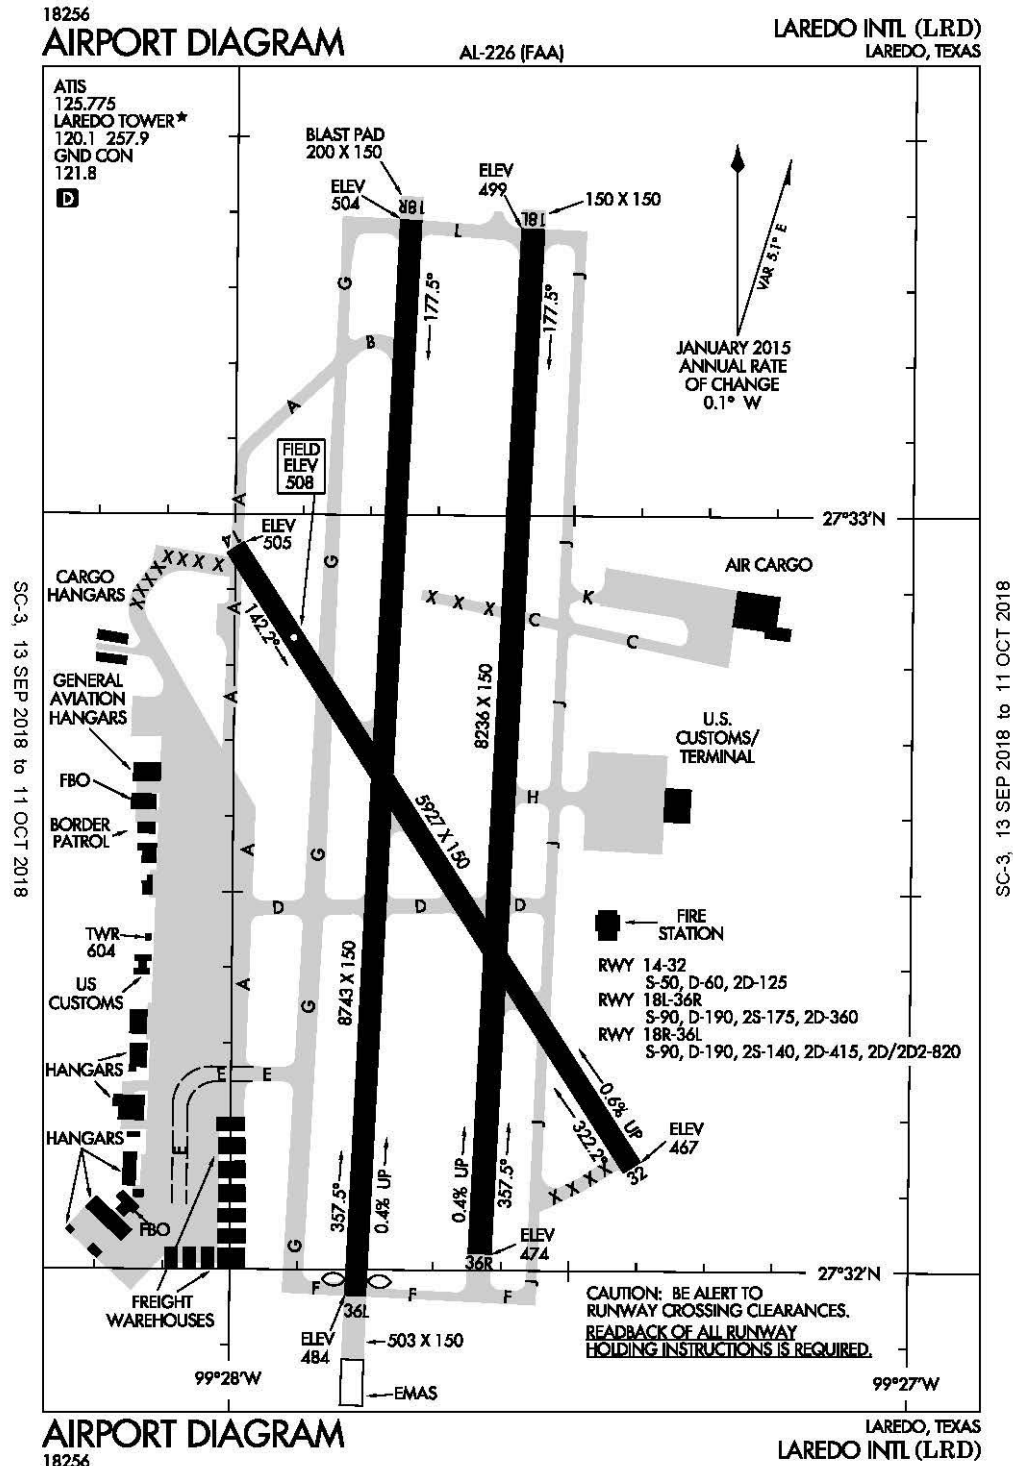 18256
AIRPORT DIAGRAM
AL-226 (FAA)
LAREDO INTL (LRD)
LAREDO, TEXAS
ATIS
125.775
LAREDO TOWER★
120.1 257.9
GND CON
121.8
D
BLAST PAD
200 X 150
ELEV
504
18R
ELEV
499
18L
150 X 150
L
G
J
177.5°
177.5°
B
A
VAR 5.1° E
JANUARY 2015
ANNUAL RATE
OF CHANGE
0.1° W
FIELD
ELEV
508
A
27°33'N
14
ELEV
505
G
J
X X X X X X X X
CARGO
HANGARS
142.2°
A
X X X
C
K
C
AIR CARGO
GENERAL
AVIATION
HANGARS
A
8236 X 150
J
U.S.
CUSTOMS/
TERMINAL
FBO
H
5927 X 150
BORDER
PATROL
A
G
J
D
D
D
FIRE
STATION
TWR
604
US
CUSTOMS
A
G
8743 X 150
RWY 14-32
S-50, D-60, 2D-125
RWY 18L-36R
S-90, D-190, 2S-175, 2D-360
RWY 18R-36L
S-90, D-190, 2S-140, 2D-415, 2D/2D2-820
HANGARS
E
E
0.6% UP
322.2°
J
ELEV
467
HANGARS
E
357.5°
0.4% UP
0.4% UP
357.5°
X X X X
32
FBO
G
36R
ELEV
474
27°32'N
F
F
F
J
36L
FREIGHT
WAREHOUSES
ELEV
484
503 X 150
EMAS
CAUTION: BE ALERT TO
RUNWAY CROSSING CLEARANCES.
READBACK OF ALL RUNWAY
HOLDING INSTRUCTIONS IS REQUIRED.
99°28'W
99°27'W
SC-3, 13 SEP 2018 to 11 OCT 2018
SC-3, 13 SEP 2018 to 11 OCT 2018
AIRPORT DIAGRAM
18256
LAREDO, TEXAS
LAREDO INTL (LRD)